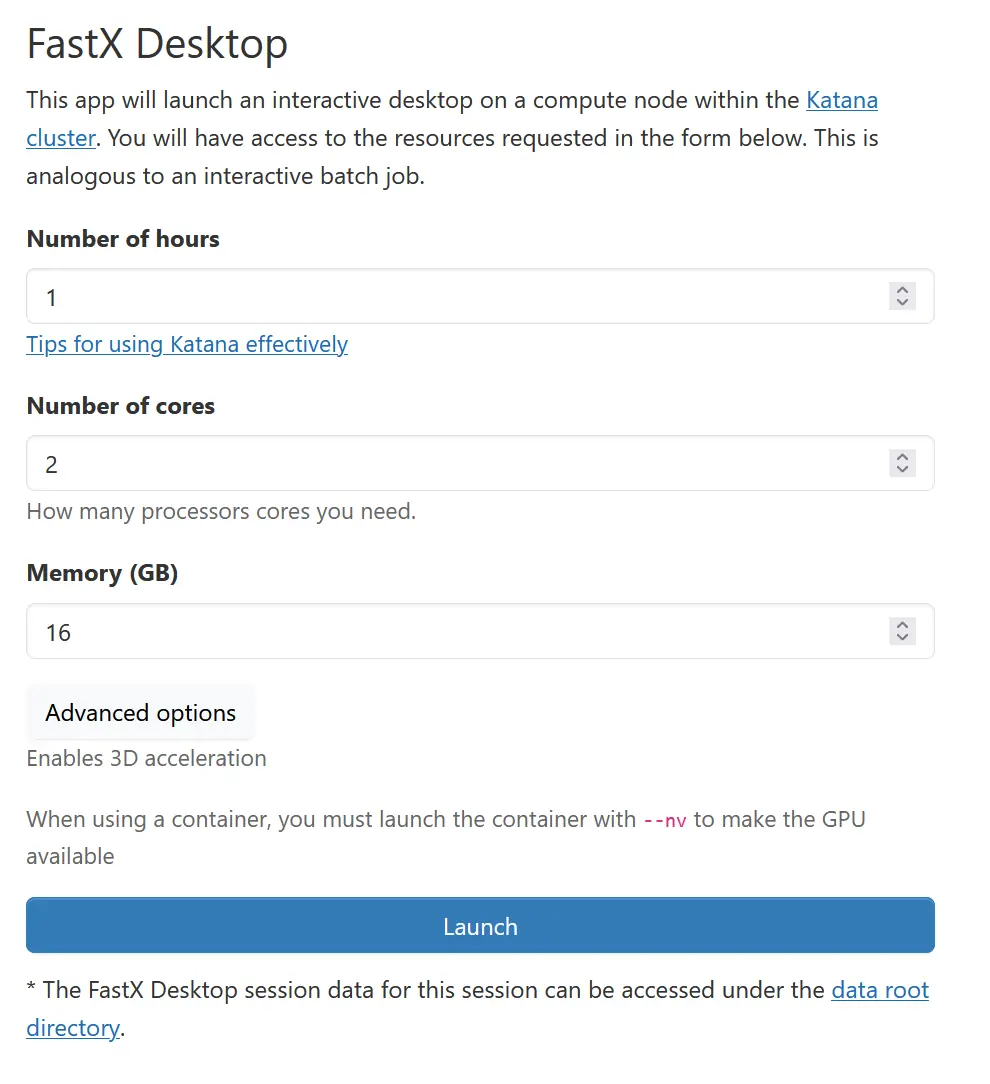 FastX Desktop
This app will launch an interactive desktop on a compute node within the Katana
cluster. You will have access to the resources requested in the form below. This is
analogous to an interactive batch job.
Number of hours
1
Tips for using Katana effectively
Number of cores
2
How many processors cores you need.
Memory (GB)
16
Advanced options
Enables 3D acceleration
When using a container, you must launch the container with --nv to make the GPU
available
Launch
* The FastX Desktop session data for this session can be accessed under the data root
directory.